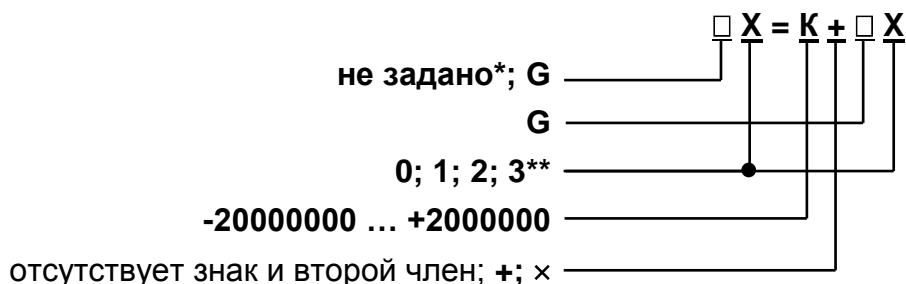 □ X = K + □ X
не задано*; G
G
0; 1; 2; 3**
-20000000 … +2000000
отсутствует знак и второй член; +; ×